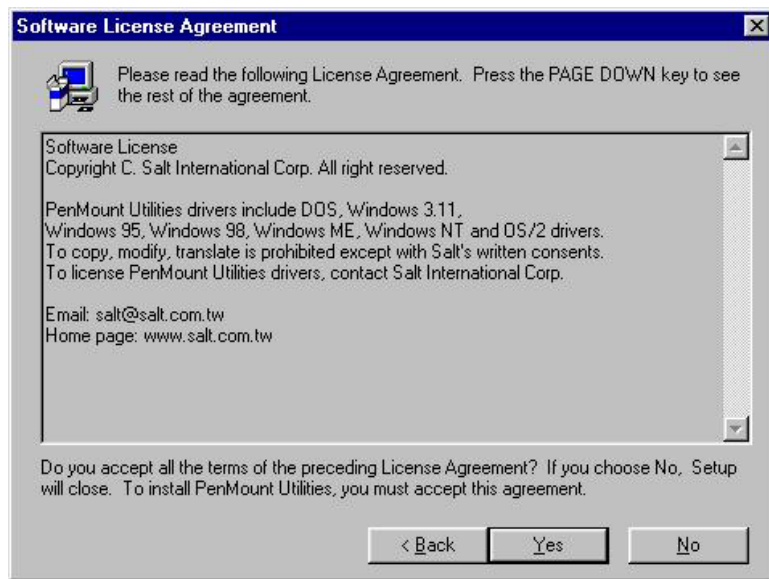 Software License Agreement
Please read the following License Agreement. Press the PAGE DOWN key to see
the rest of the agreement.
Software License
Copyright C. Salt International Corp. All right reserved.
PenMount Utilities drivers include DOS, Windows 3.11,
Windows 95, Windows 98, Windows ME, Windows NT and OS/2 drivers.
To copy, modify, translate is prohibited except with Salt's written consents.
To license PenMount Utilities drivers, contact Salt International Corp.
Email: salt@salt.com.tw
Home page: www.salt.com.tw
Do you accept all the terms of the preceding License Agreement? If you choose No, Setup
will close. To install PenMount Utilities, you must accept this agreement.
< Back
Yes
No